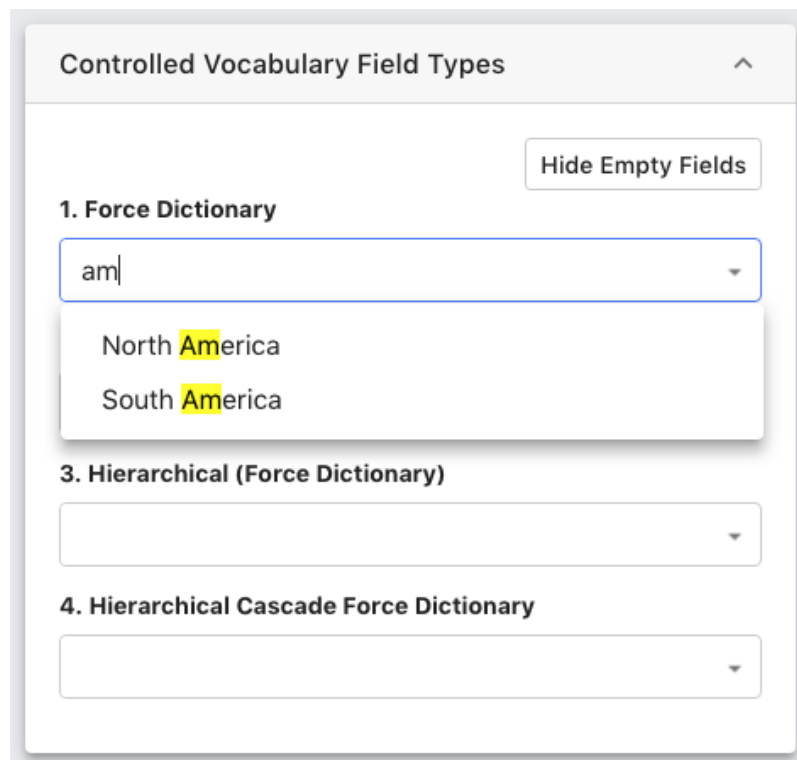 Controlled Vocabulary Field Types
Hide Empty Fields
1. Force Dictionary
am
North America
South America
3. Hierarchical (Force Dictionary)
4. Hierarchical Cascade Force Dictionary